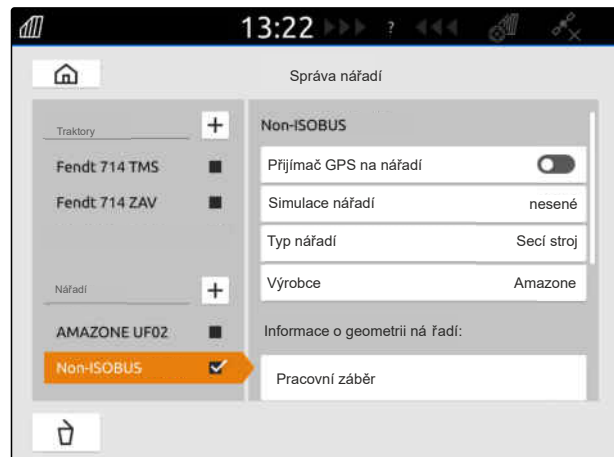 13:22 ?
Správa nářadí
Traktory
Fendt 714 TMS
Fendt 714 ZAV
Nářadí
AMAZONE UF02
Non-ISOBUS
Non-ISOBUS
Přijímač GPS na nářadí
Simulace nářadí nesené
Typ nářadí Secí stroj
Výrobce Amazone
Informace o geometrii ná řadí:
Pracovní záběr